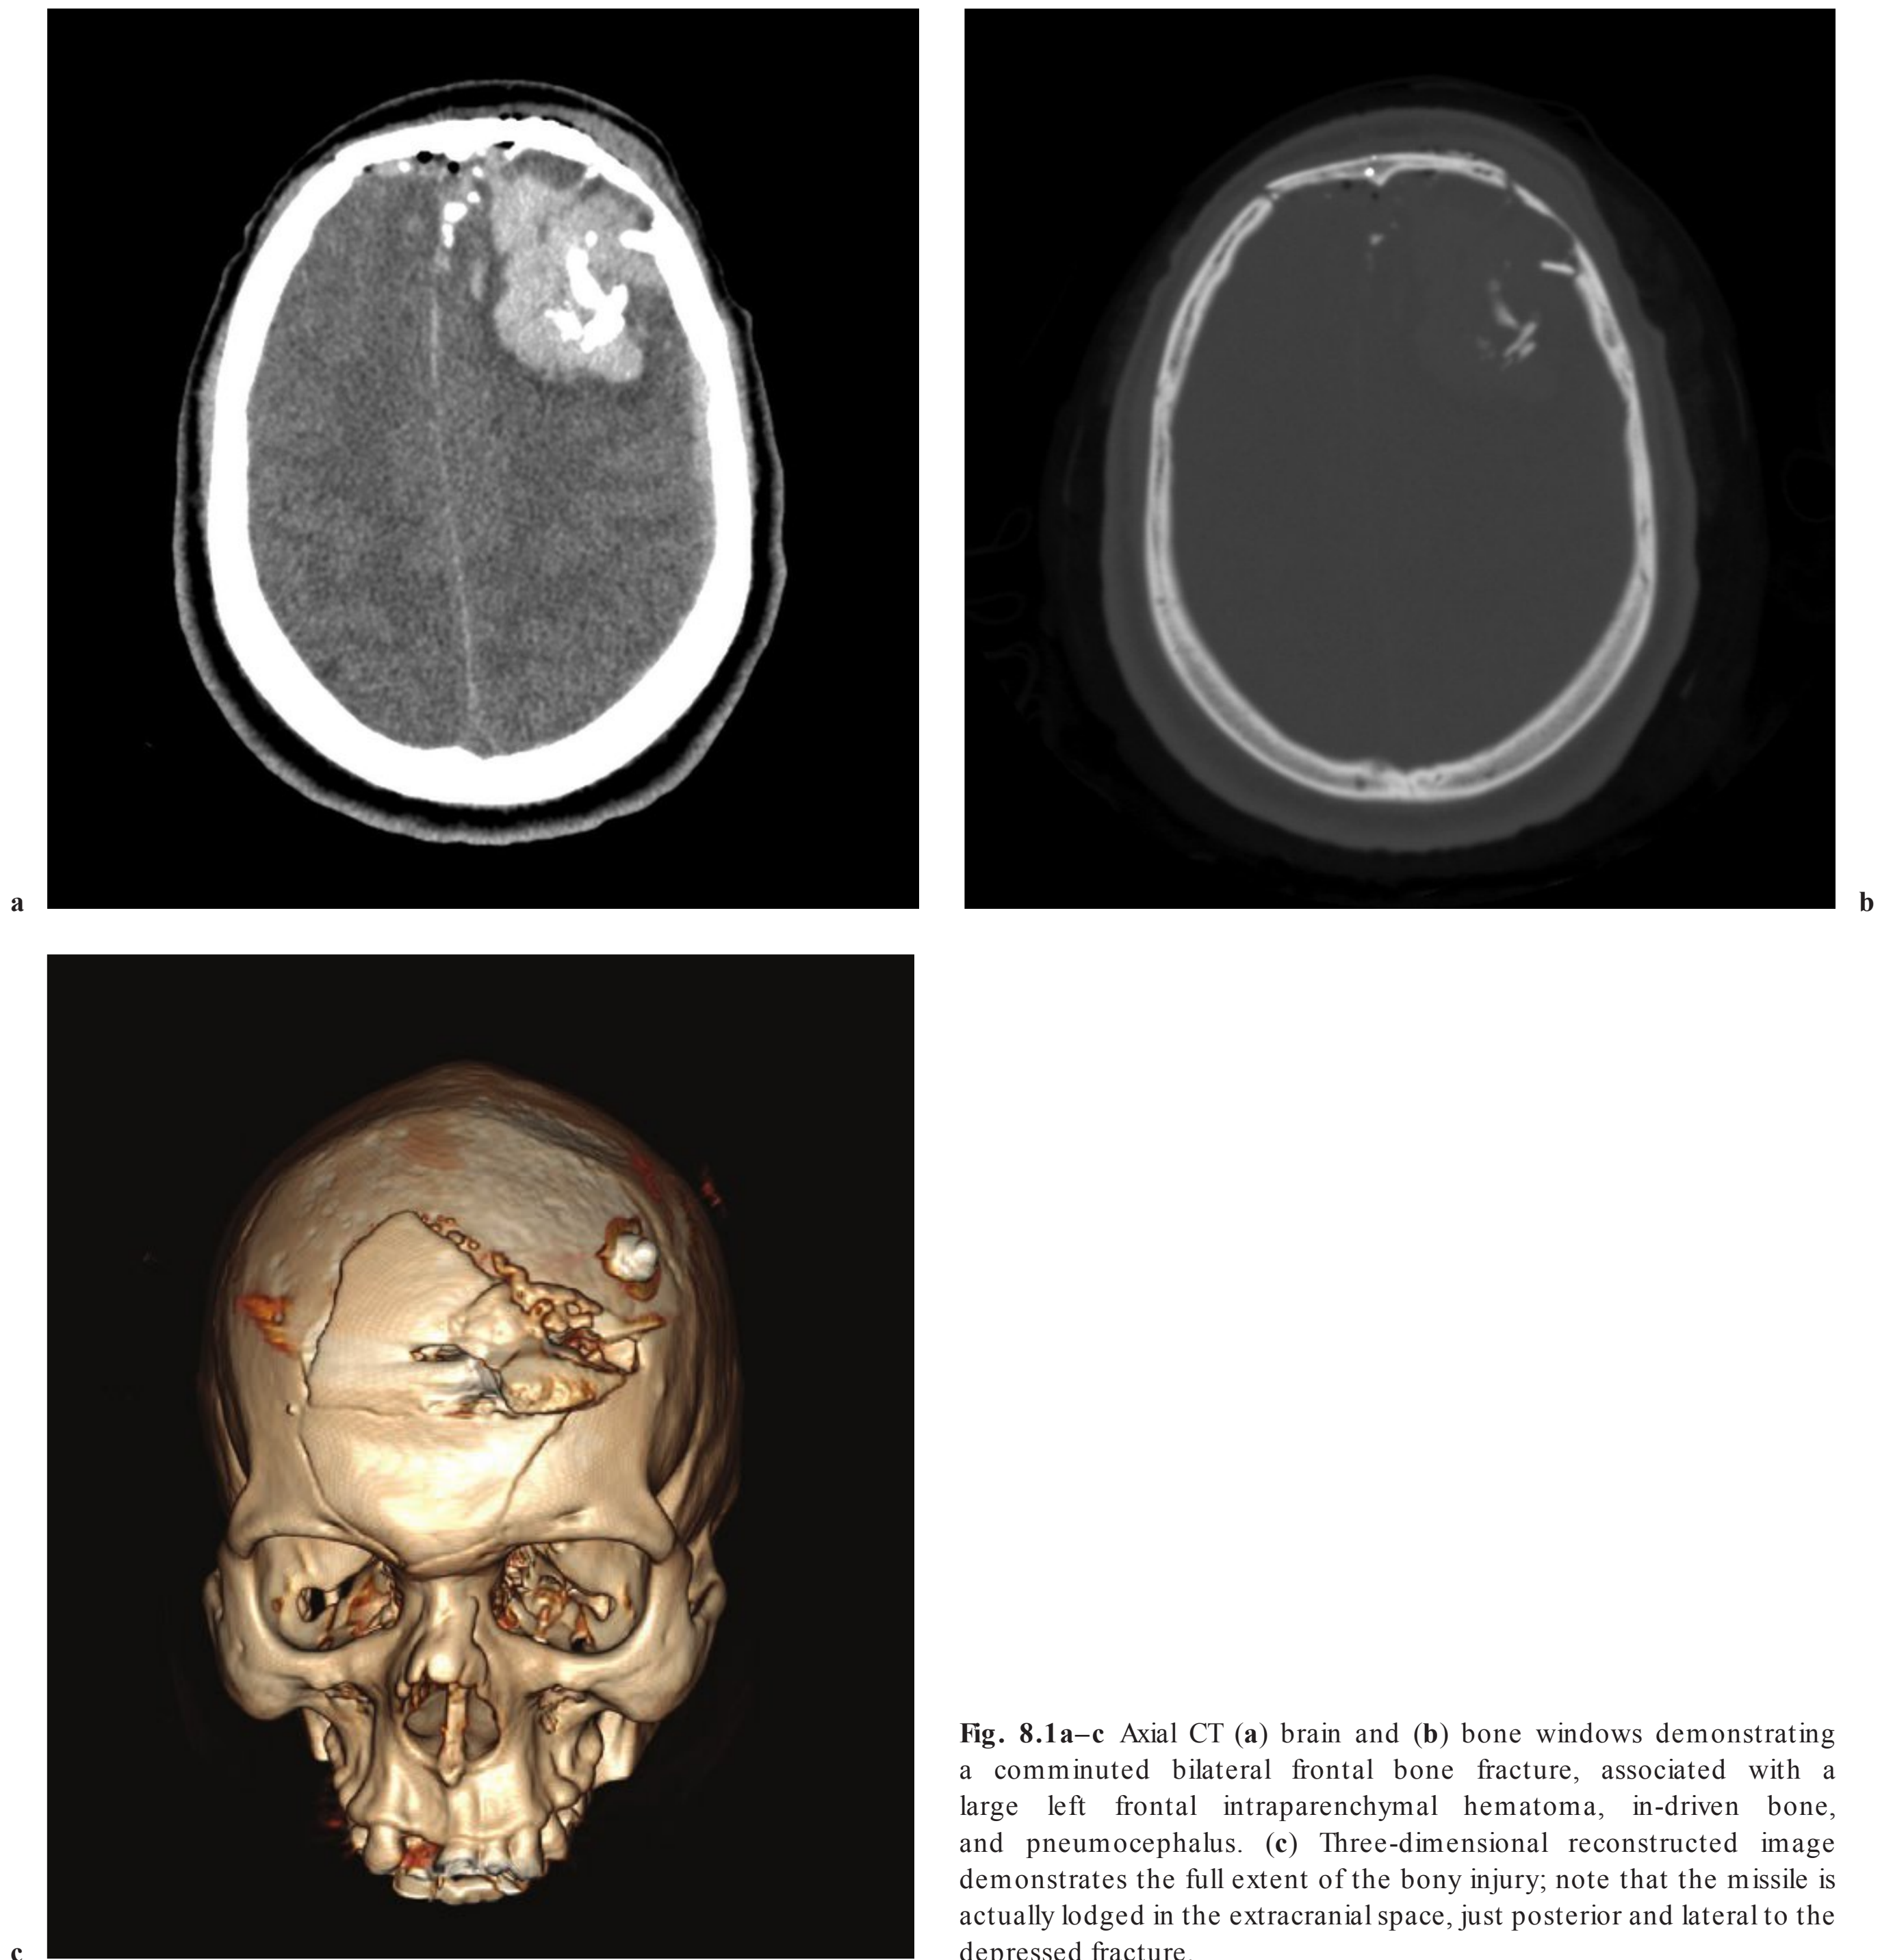 a
b
c
Fig. 8.1a–c Axial CT (a) brain and (b) bone windows demonstrating
a comminuted bilateral frontal bone fracture, associated with a
large left frontal intraparenchymal hematoma, in-driven bone,
and pneumocephalus. (c) Three-dimensional reconstructed image
demonstrates the full extent of the bony injury; note that the missile is
actually lodged in the extracranial space, just posterior and lateral to the
depressed fracture.